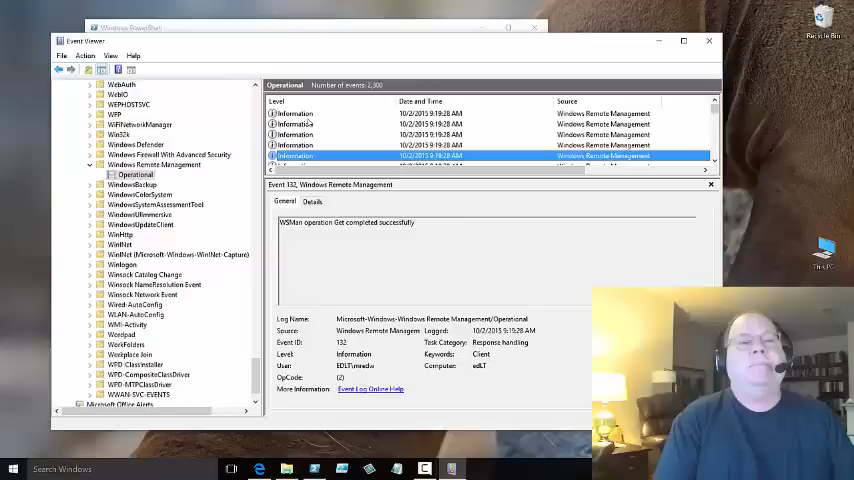 Windows PowerShell
Recycle Bin
Event Viewer
File Action View Help
WebAuth
WebIO
WEPHOSTSVC
WFP
WiFiNetworkManager
Win32k
Windows Defender
Windows Firewall With Advanced Security
Windows Remote Management
Operational
WindowsBackup
WindowsColorSystem
WindowsSystemAssessmentTool
WindowsUIImmersive
WindowsUpdateClient
WinHttp
WinINet
WinINet (Microsoft-Windows-WinINet-Capture)
Winlogon
Winsock Catalog Change
Winsock NameResolution Event
Winsock Network Event
Wired-AutoConfig
WLAN-AutoConfig
WMI-Activity
Wordpad
WorkFolders
Workplace Join
WPD-ClassInstaller
WPD-CompositeClassDriver
WPD-MTPClassDriver
WWAN-SVC-EVENTS
Microsoft Office Alerts
Operational Number of events: 2,300
Level Date and Time Source
Information 10/2/2015 9:19:28 AM Windows Remote Management
Information 10/2/2015 9:19:28 AM Windows Remote Management
Information 10/2/2015 9:19:28 AM Windows Remote Management
Information 10/2/2015 9:19:28 AM Windows Remote Management
Information 10/2/2015 9:19:28 AM Windows Remote Management
Event 132, Windows Remote Management
General Details
WSMan operation Get completed successfully
Log Name: Microsoft-Windows-Windows Remote Management/Operational
Source: Windows Remote Managem Logged: 10/2/2015 9:19:28 AM
Event ID: 132 Task Category: Response handling
Level: Information Keywords: Client
User: EDLT\mredw Computer: edLT
OpCode: (2)
More Information: Event Log Online Help
This PC
Search Windows